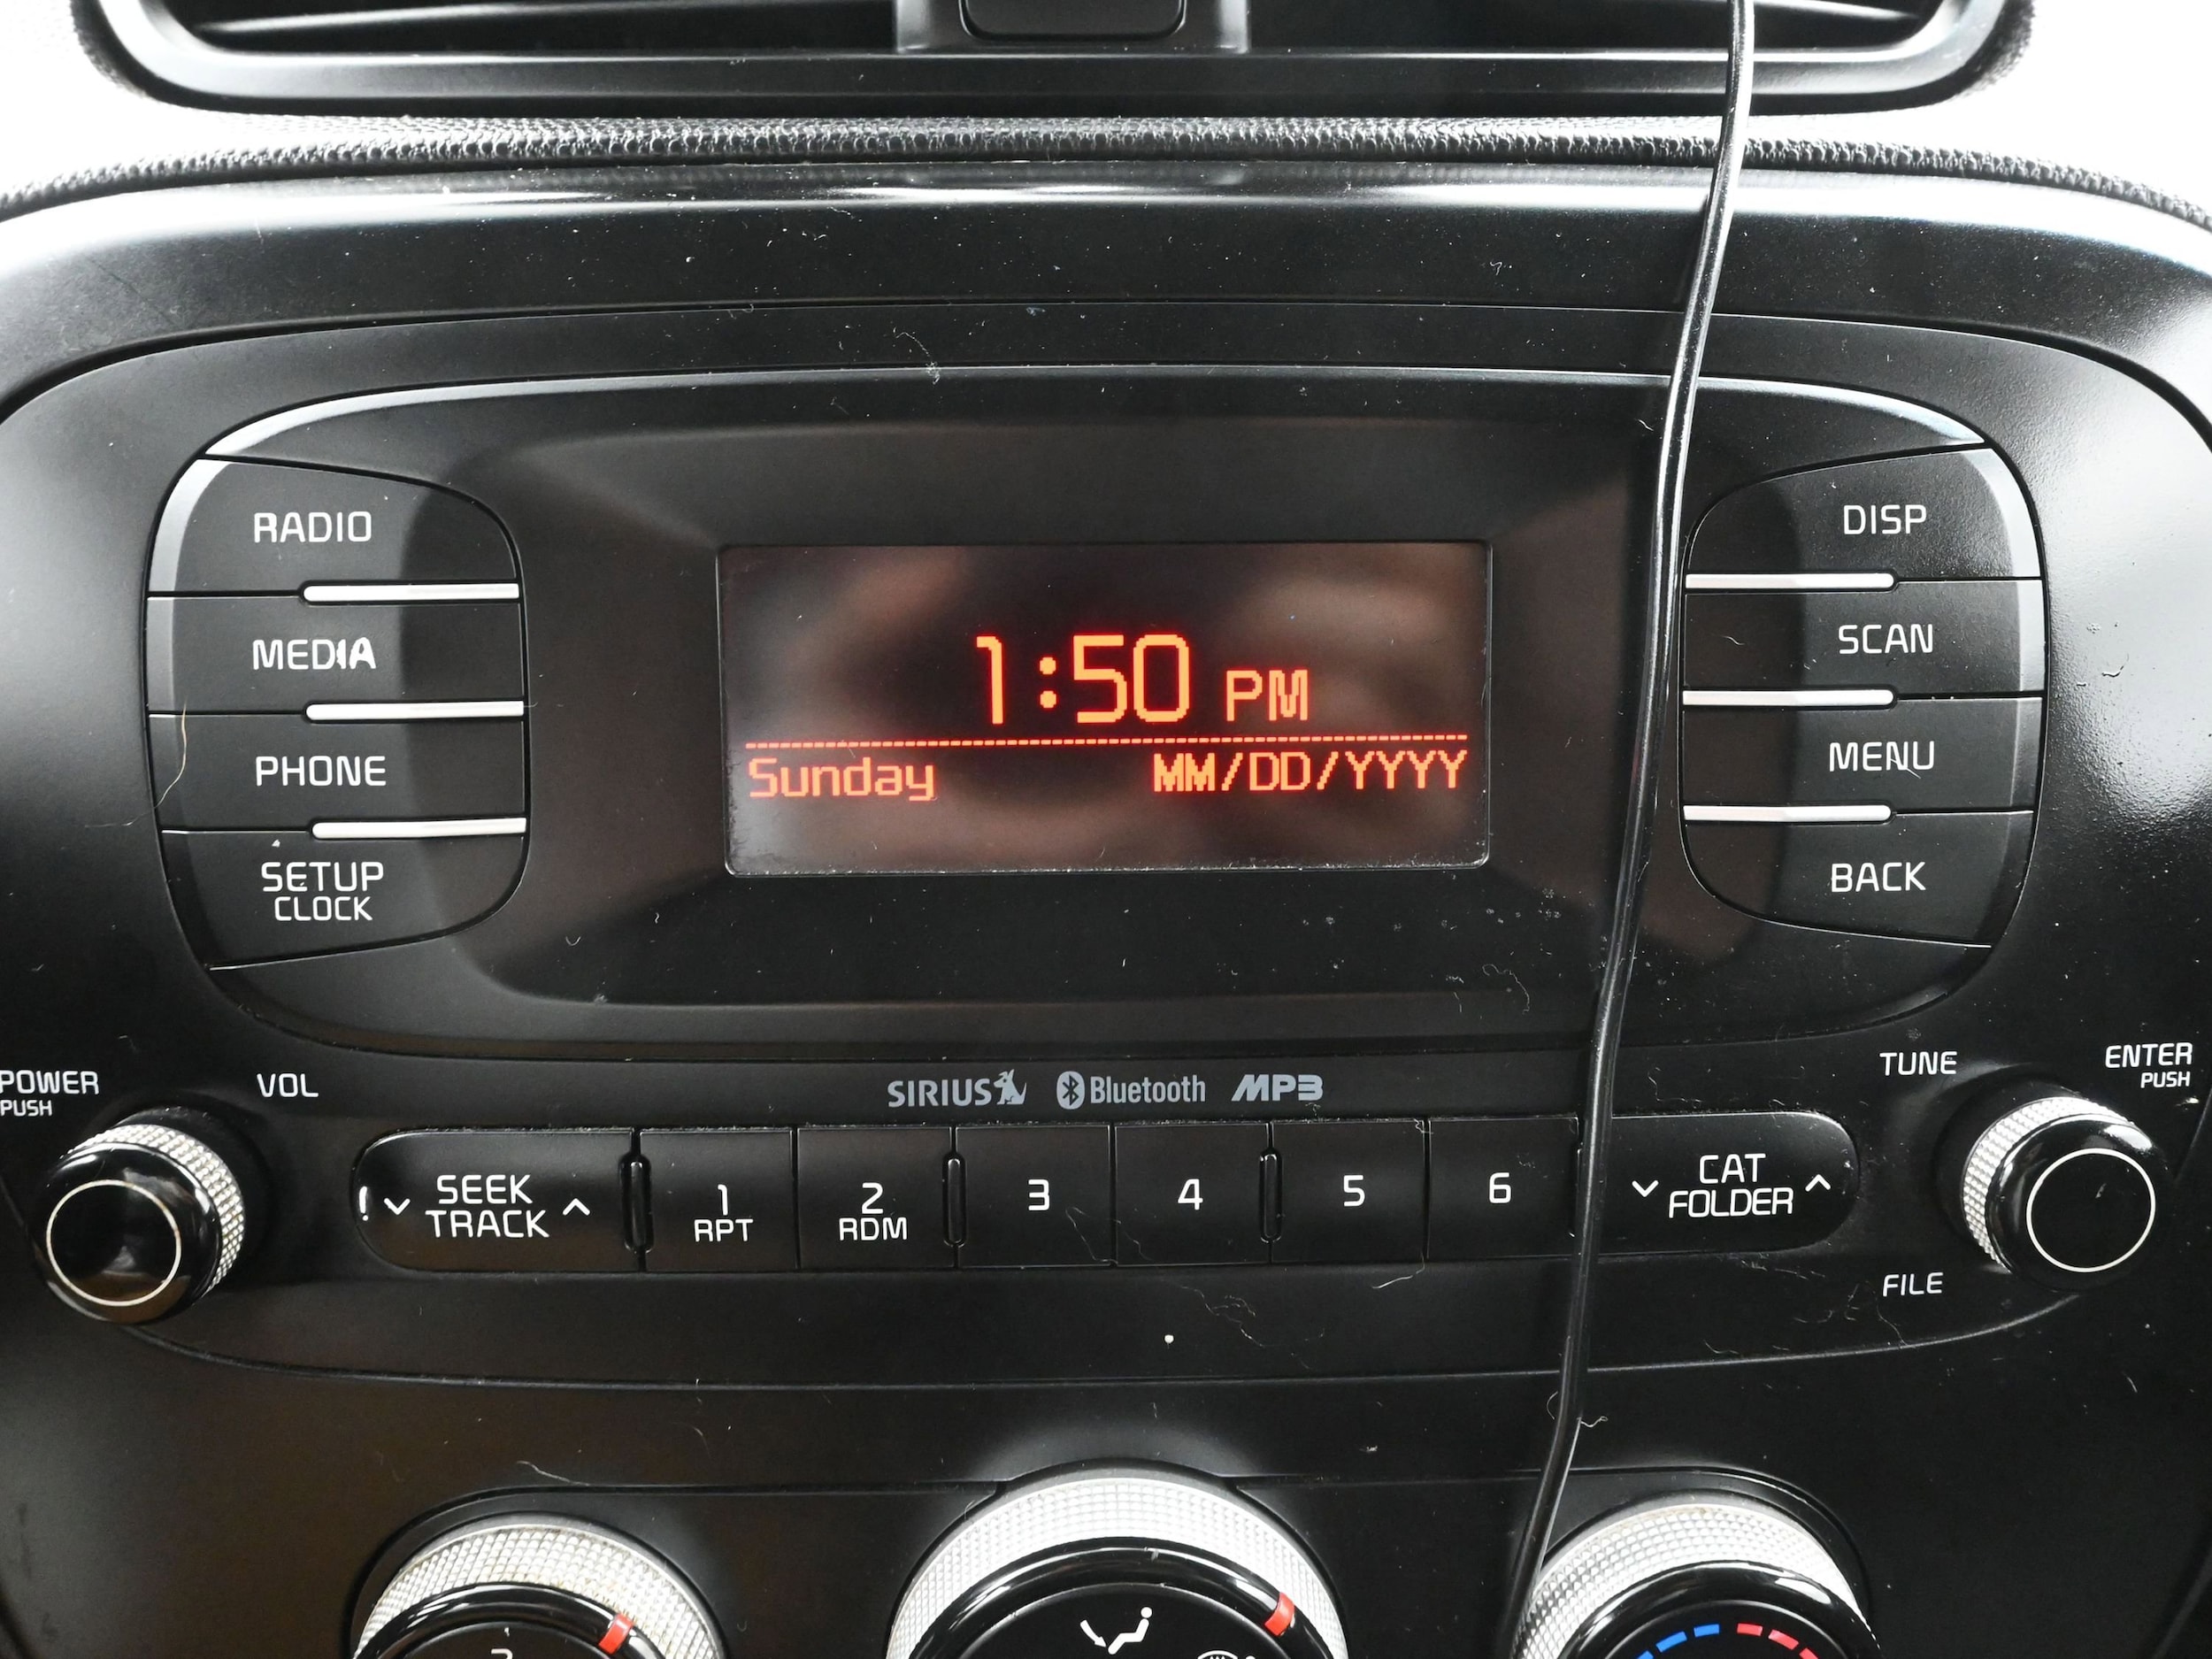 RADIO
MEDIA
PHONE
SETUP
CLOCK
1:50 PM
Sunday MM/DD/YYYY
DISP
SCAN
MENU
BACK
POWER
PUSH
VOL
SIRIUS Bluetooth MP3
TUNE
ENTER
PUSH
SEEK
TRACK
1
RPT
2
RDM
3
4
5
6
CAT
FOLDER
FILE